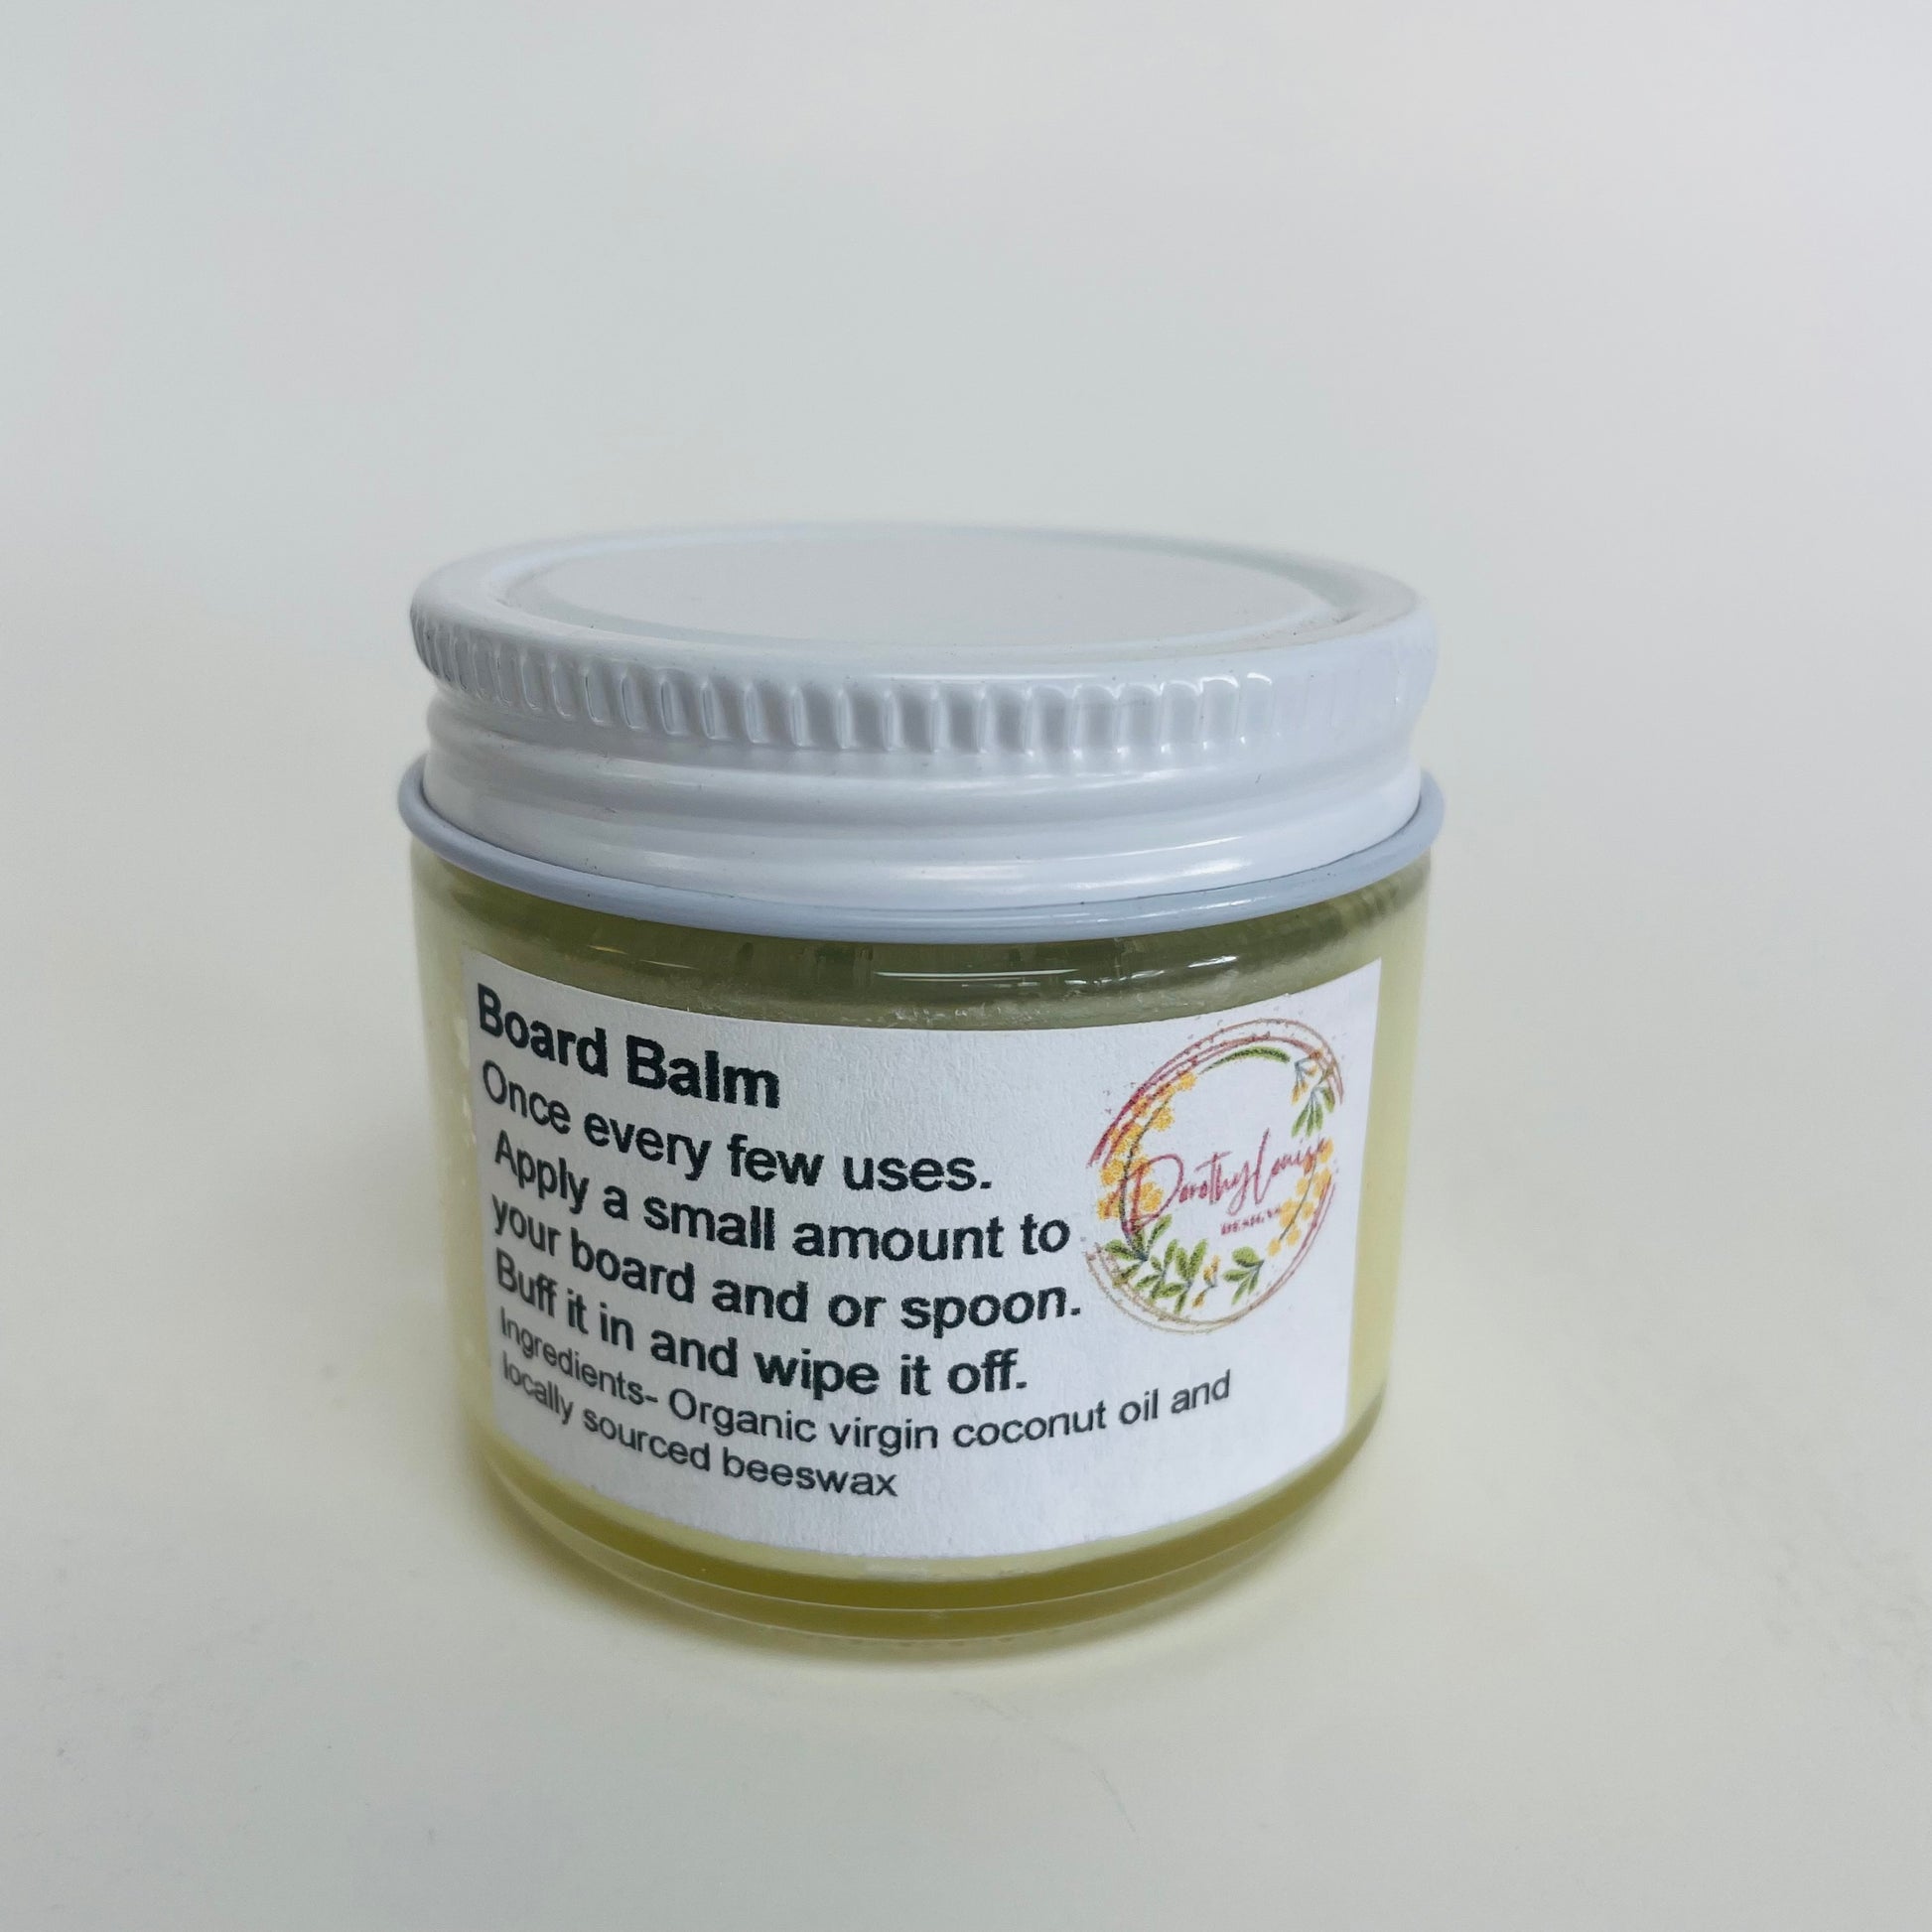 Board Balm
Once every few uses.
Apply a small amount to
your board and or spoon.
Buff it in and wipe it off.
Ingredients- Organic virgin coconut oil and
locally sourced beeswax
DorothyLouise
DESIGNS